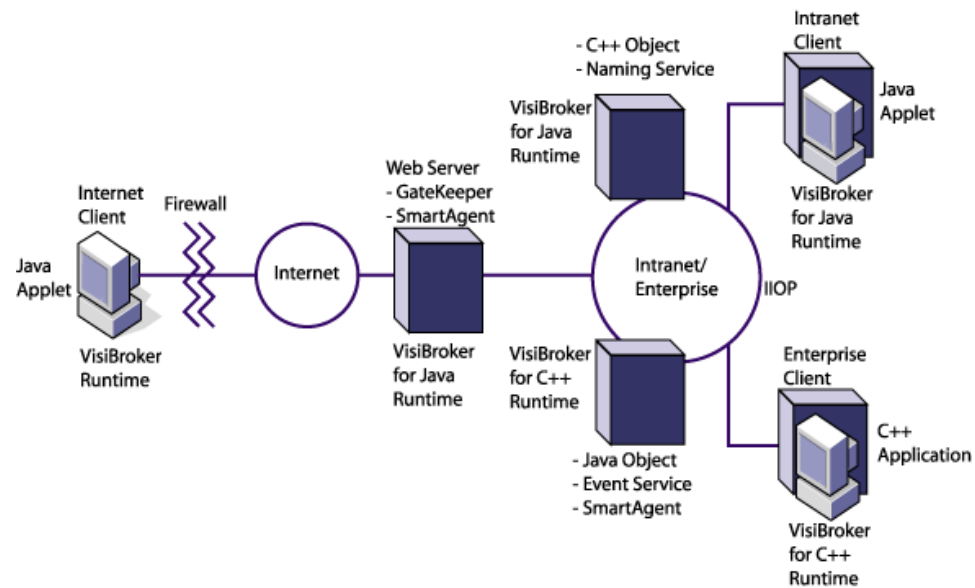 Internet
Client
Java
Applet
VisiBroker
Runtime
Firewall
Internet
Web Server
- GateKeeper
- SmartAgent
VisiBroker
for Java
Runtime
- C++ Object
- Naming Service
VisiBroker
for Java
Runtime
Intranet/
Enterprise
IIOP
VisiBroker
for C++
Runtime
- Java Object
- Event Service
- SmartAgent
Intranet
Client
Java
Applet
VisiBroker
for Java
Runtime
Enterprise
Client
C++
Application
VisiBroker
for C++
Runtime